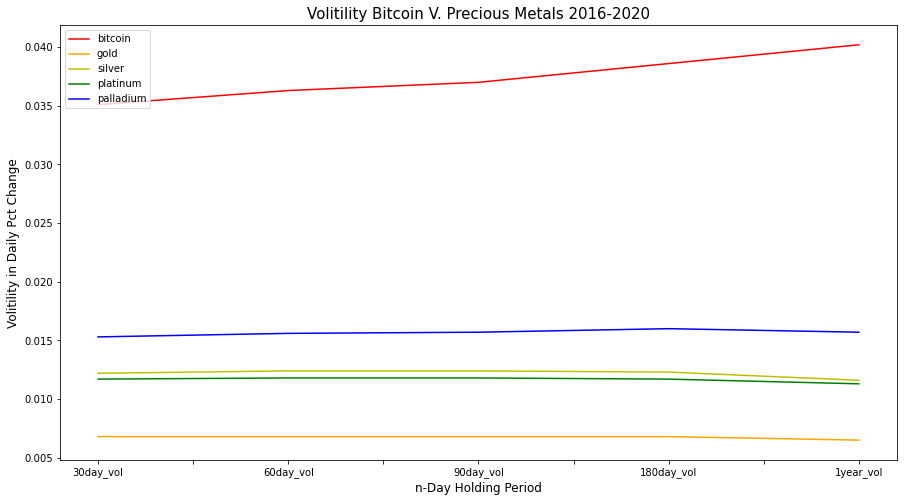 Volitility Bitcoin V. Precious Metals 2016-2020
bitcoin
gold
silver
platinum
palladium
Volitility in Daily Pct Change
0.040
0.035
0.030
0.025
0.020
0.015
0.010
0.005
30day_vol 60day_vol 90day_vol 180day_vol 1year_vol
n-Day Holding Period